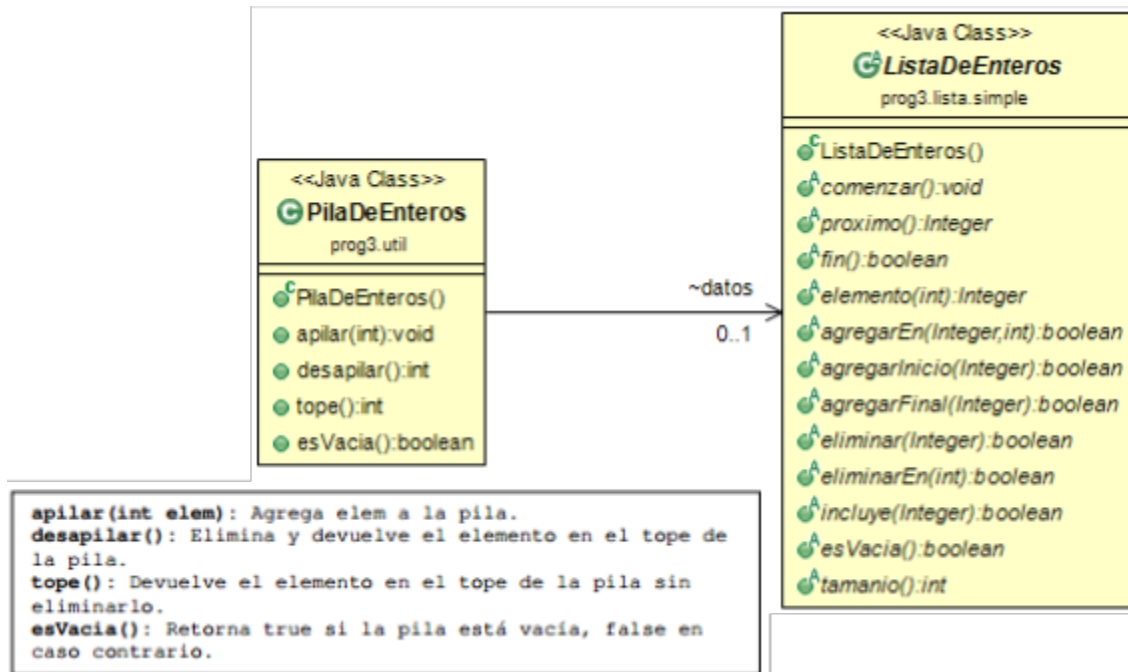 <<Java Class>>
PilaDeEnteros
prog3.util
PilaDeEnteros()
apilar(int):void
desapilar():int
tope():int
esVacia():boolean
~datos
0..1
<<Java Class>>
ListaDeEnteros
prog3.lista.simple
ListaDeEnteros()
comenzar():void
proximo():Integer
fin():boolean
elemento(int):Integer
agregarEn(Integer,int):boolean
agregarInicio(Integer):boolean
agregarFinal(Integer):boolean
eliminar(Integer):boolean
eliminarEn(int):boolean
incluye(Integer):boolean
esVacia():boolean
tamanio():int
apilar(int elem): Agrega elem a la pila.
desapilar(): Elimina y devuelve el elemento en el tope de
la pila.
tope(): Devuelve el elemento en el tope de la pila sin
eliminarlo.
esVacia(): Retorna true si la pila está vacía, false en
caso contrario.